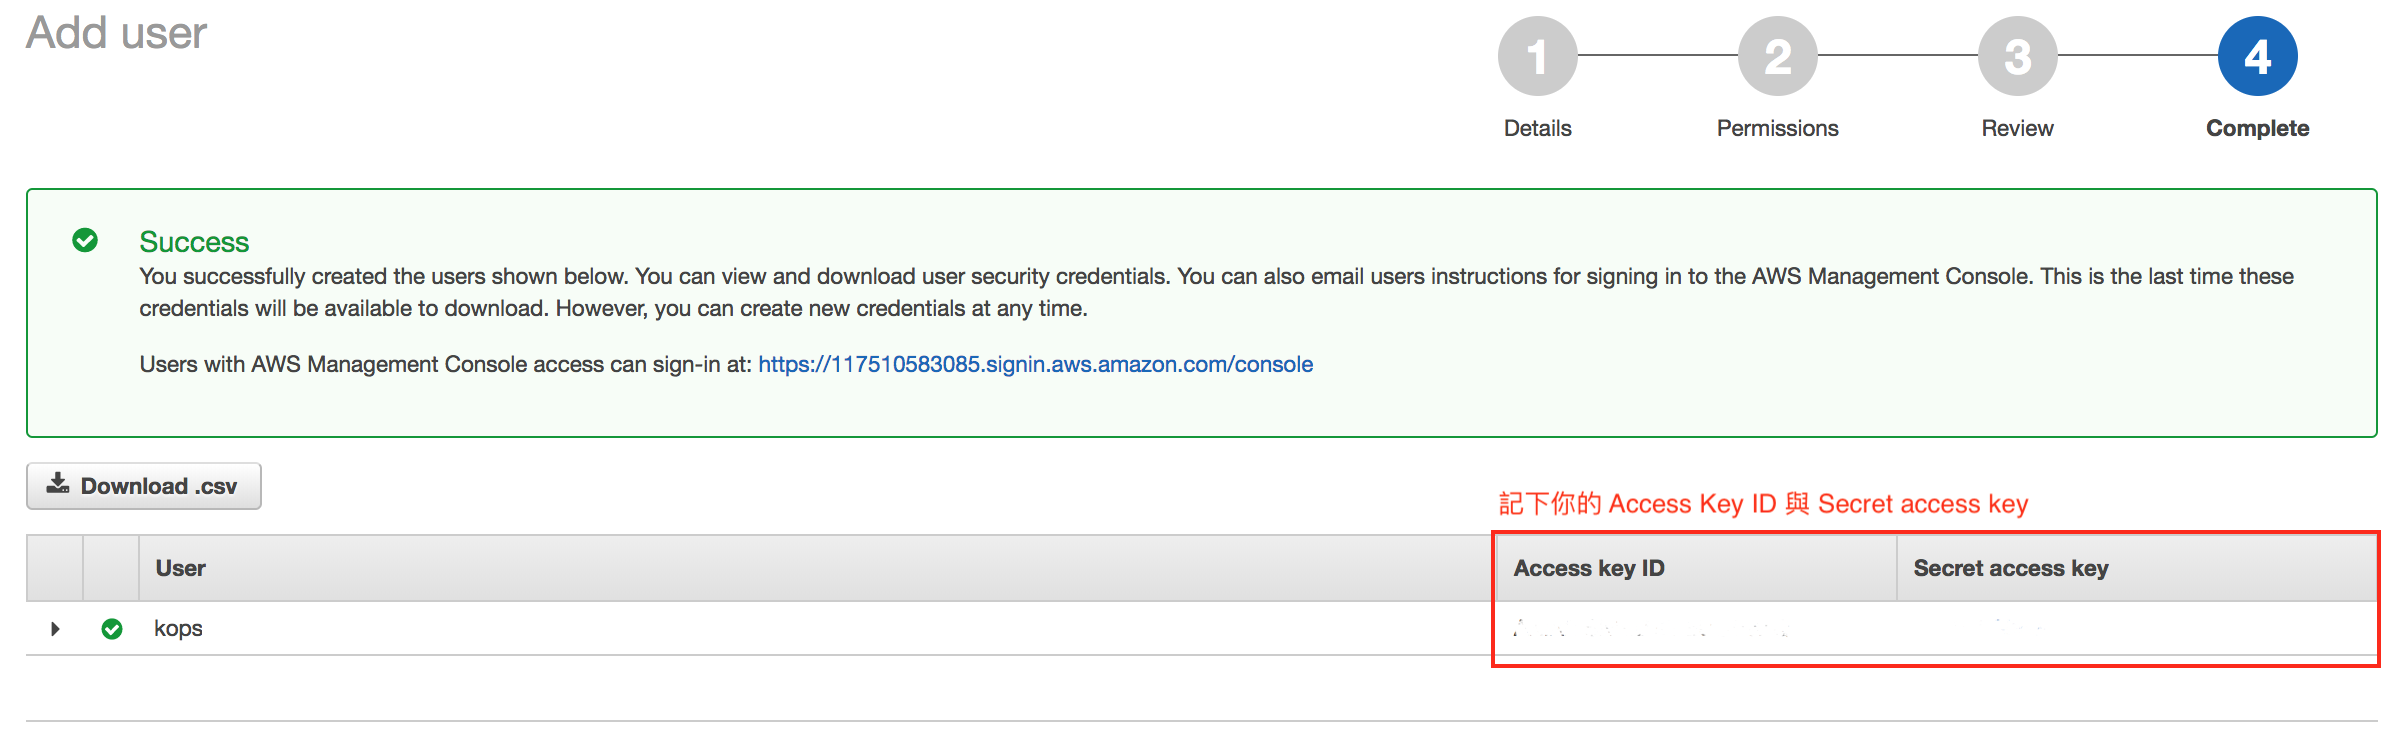 Add user
1
2
3
4
Details
Permissions
Review
Complete
Success
You successfully created the users shown below. You can view and download user security credentials. You can also email users instructions for signing in to the AWS Management Console. This is the last time these
credentials will be available to download. However, you can create new credentials at any time.
Users with AWS Management Console access can sign-in at: https://117510583085.signin.aws.amazon.com/console
Download .csv
記下你的 Access Key ID 與 Secret access key
User
Access key ID
Secret access key
kops